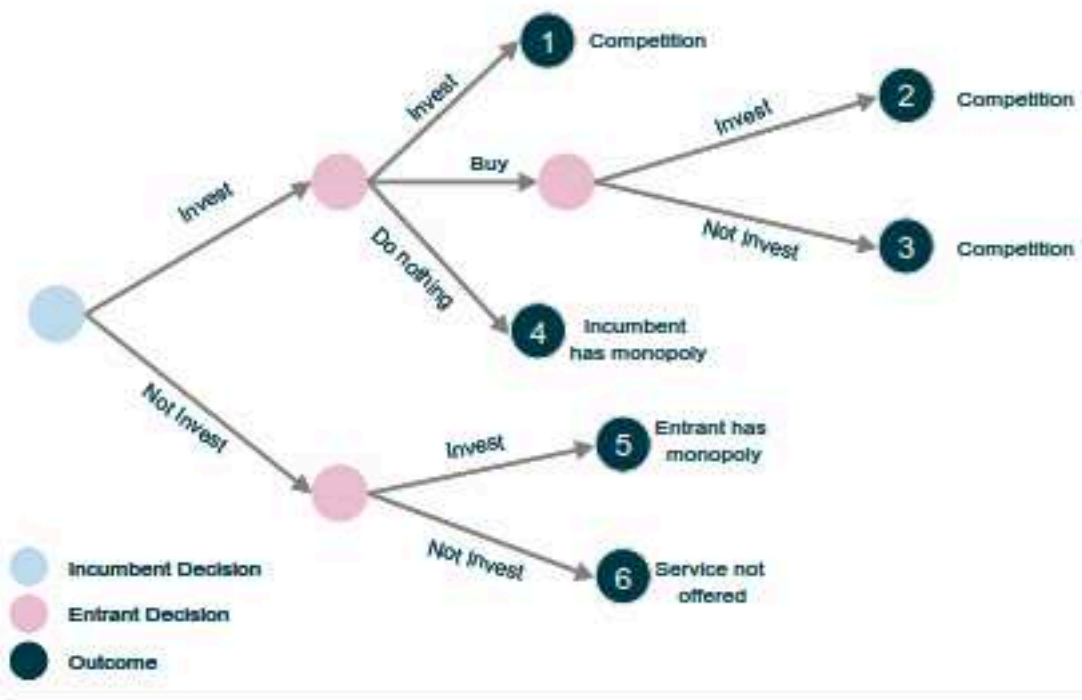 1 Competition
Invest
2 Competition
Invest
Buy
Invest
Not Invest
3 Competition
Do nothing
4 Incumbent
has monopoly
Not Invest
5 Entrant has
monopoly
Invest
Not Invest
6 Service not
offered
Incumbent Decision
Entrant Decision
Outcome